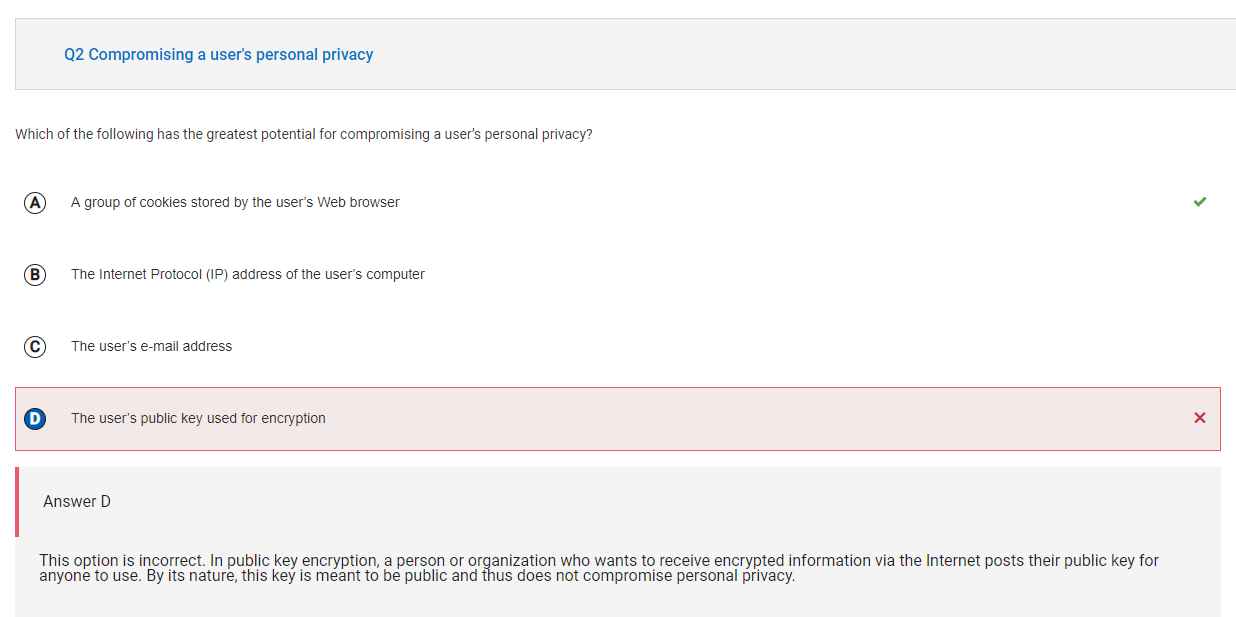 Q2 Compromising a user's personal privacy
Which of the following has the greatest potential for compromising a user's personal privacy?
A A group of cookies stored by the user's Web browser
B The Internet Protocol (IP) address of the user's computer
C The user's e-mail address
D The user's public key used for encryption
Answer D
This option is incorrect. In public key encryption, a person or organization who wants to receive encrypted information via the Internet posts their public key for
anyone to use. By its nature, this key is meant to be public and thus does not compromise personal privacy.